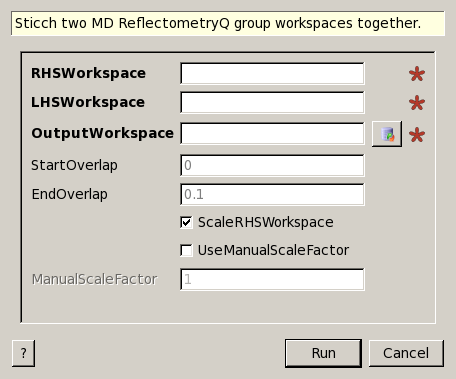 Sticch two MD ReflectometryQ group workspaces together.
RHSWorkspace *
LHSWorkspace *
OutputWorkspace *
StartOverlap 0
EndOverlap 0.1
ScaleRHSWorkspace
UseManualScaleFactor
ManualScaleFactor 1
? Run Cancel